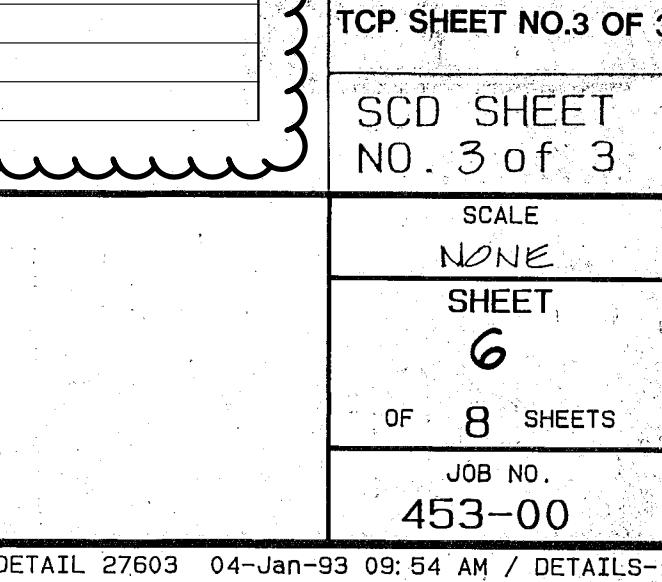 TCP SHEET NO.3 OF 3
SCD SHEET
NO. 3 of 3
SCALE
NONE
SHEET
6
OF 8 SHEETS
JOB NO.
453-00
DETAIL 27603 04-Jan-93 09:54 AM / DETAILS-